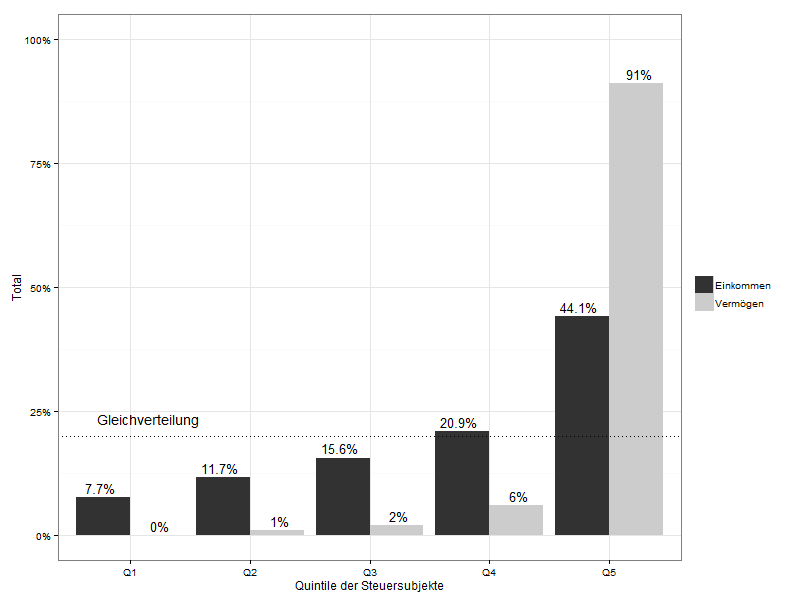 100%
75%
50%
25%
0%
Total
Gleichverteilung
7.7%
0%
11.7%
1%
15.6%
2%
20.9%
6%
44.1%
91%
Q1
Q2
Q3
Q4
Q5
Quintile der Steuersubjekte
Einkommen
Vermögen